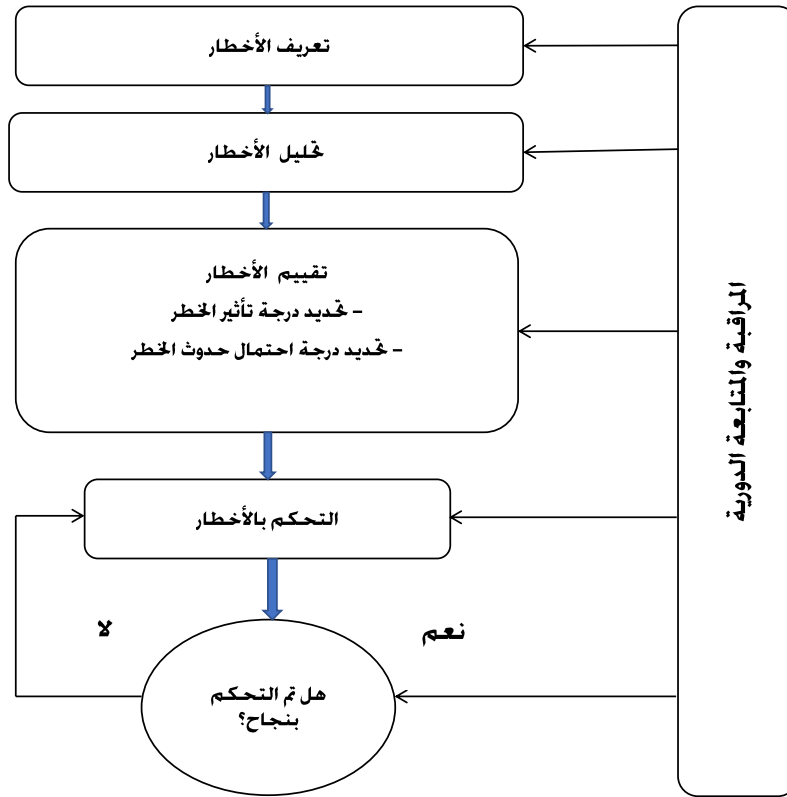 تعريف الأخطار
تحليل الأخطار
تقييم الأخطار
- تحديد درجة تأثير الخطر
- تحديد درجة احتمال حدوث الخطر
التحكم بالأخطار
نعم
لا
هل تم التحكم
بنجاح؟
المراقبة والمتابعة الدورية